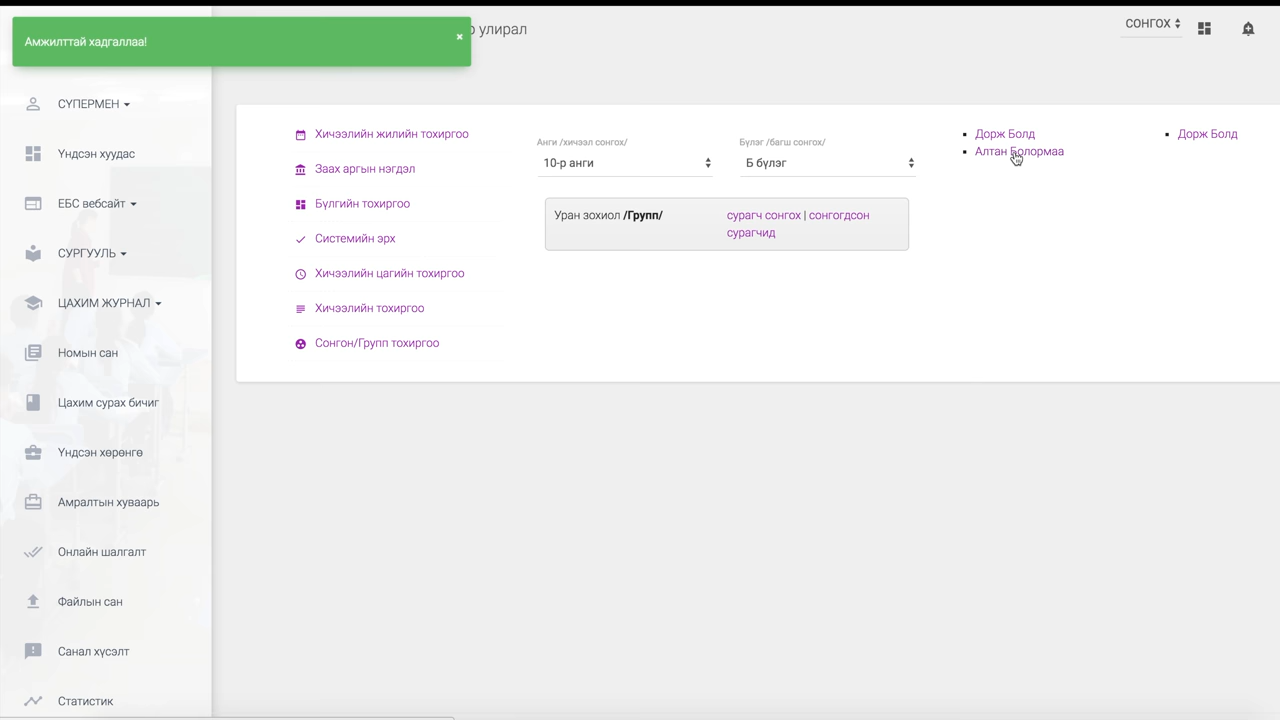 Амжилттай хадгаллаа!
×
улирал
СОНГОХ
СҮПЕРМЕН
Үндсэн хуудас
ЕБС вебсайт
СУРГУУЛЬ
ЦАХИМ ЖУРНАЛ
Номын сан
Цахим сурах бичиг
Үндсэн хөрөнгө
Амралтын хуваарь
Онлайн шалгалт
Файлын сан
Санал хүсэлт
Статистик
Хичээлийн жилийн тохиргоо
Заах аргын нэгдэл
Бүлгийн тохиргоо
Системийн эрх
Хичээлийн цагийн тохиргоо
Хичээлийн тохиргоо
Сонгон/Групп тохиргоо
Анги /хичээл сонгох/
10-р анги
Бүлэг /багш сонгох/
Б бүлэг
Уран зохиол /Групп/
сурагч сонгох | сонгогдсон
сурагчид
Дорж Болд
Алтан Болормаа
Дорж Болд